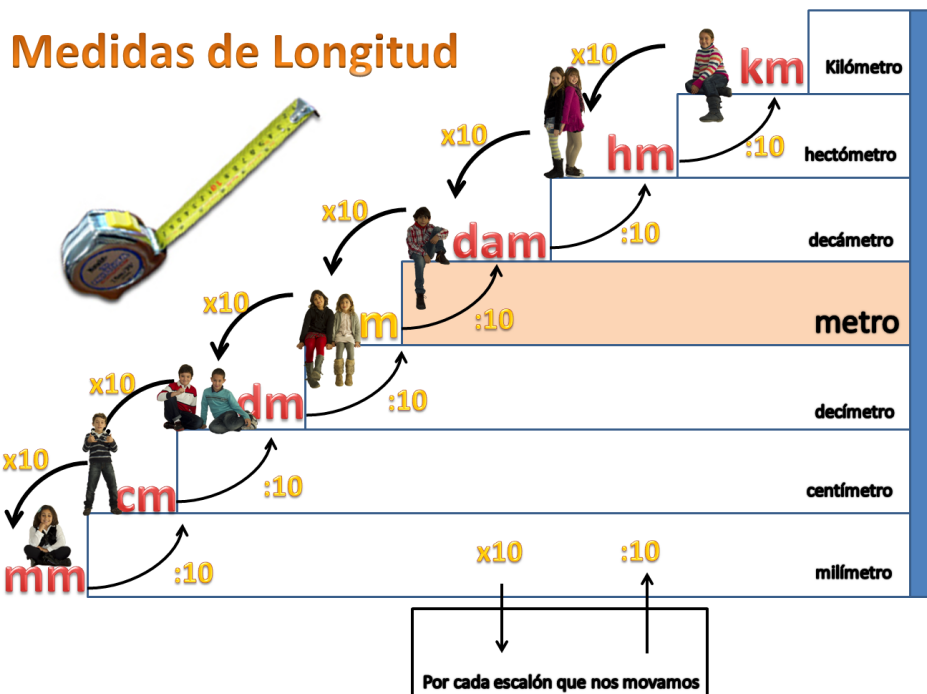 Medidas de Longitud
km
Kilómetro
x10
:10
hm
hectómetro
x10
:10
dam
decámetro
x10
:10
m
metro
x10
:10
dm
decímetro
x10
:10
cm
centímetro
x10
:10
mm
milímetro
x10
:10
Por cada escalón que nos movamos